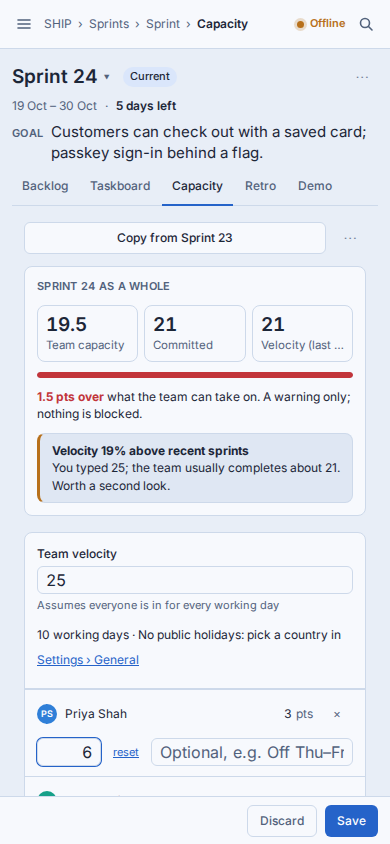 SHIP › Sprints › Sprint › Capacity
Offline
Sprint 24 ▾ Current ···
19 Oct – 30 Oct · 5 days left
GOAL Customers can check out with a saved card;
passkey sign-in behind a flag.
Backlog Taskboard Capacity Retro Demo
Copy from Sprint 23 ···
SPRINT 24 AS A WHOLE
19.5 21 21
Team capacity Committed Velocity (last ...
1.5 pts over what the team can take on. A warning only;
nothing is blocked.
Velocity 19% above recent sprints
You typed 25; the team usually completes about 21.
Worth a second look.
Team velocity
25
Assumes everyone is in for every working day
10 working days · No public holidays: pick a country in
Settings › General
PS Priya Shah 3 pts ×
6 reset Optional, e.g. Off Thu–Fr
Discard Save